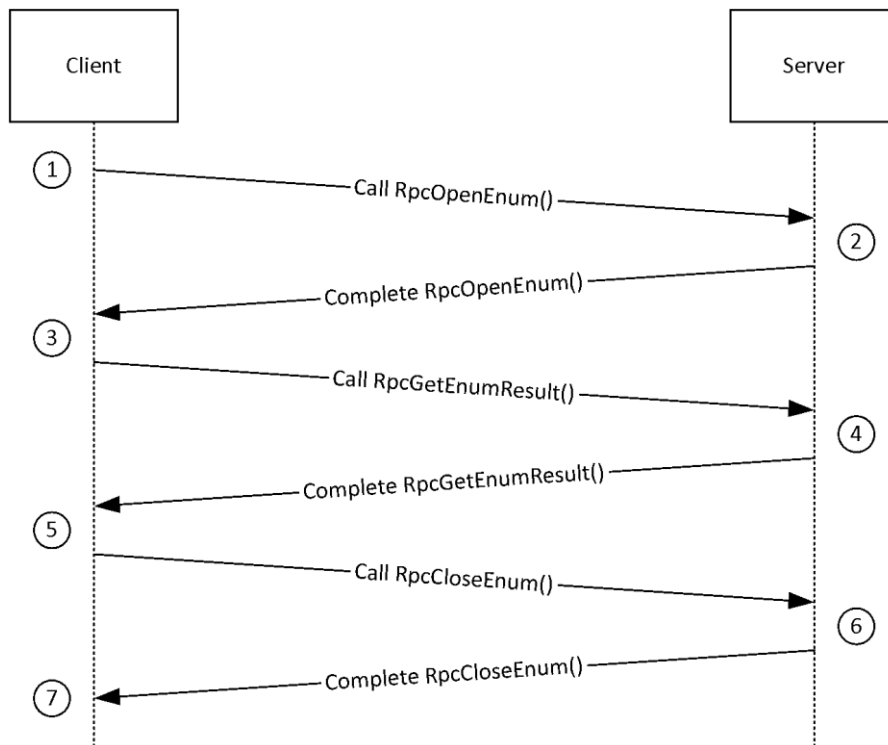 Client
Server
1
Call RpcOpenEnum()
2
Complete RpcOpenEnum()
3
Call RpcGetEnumResult()
4
Complete RpcGetEnumResult()
5
Call RpcCloseEnum()
6
Complete RpcCloseEnum()
7